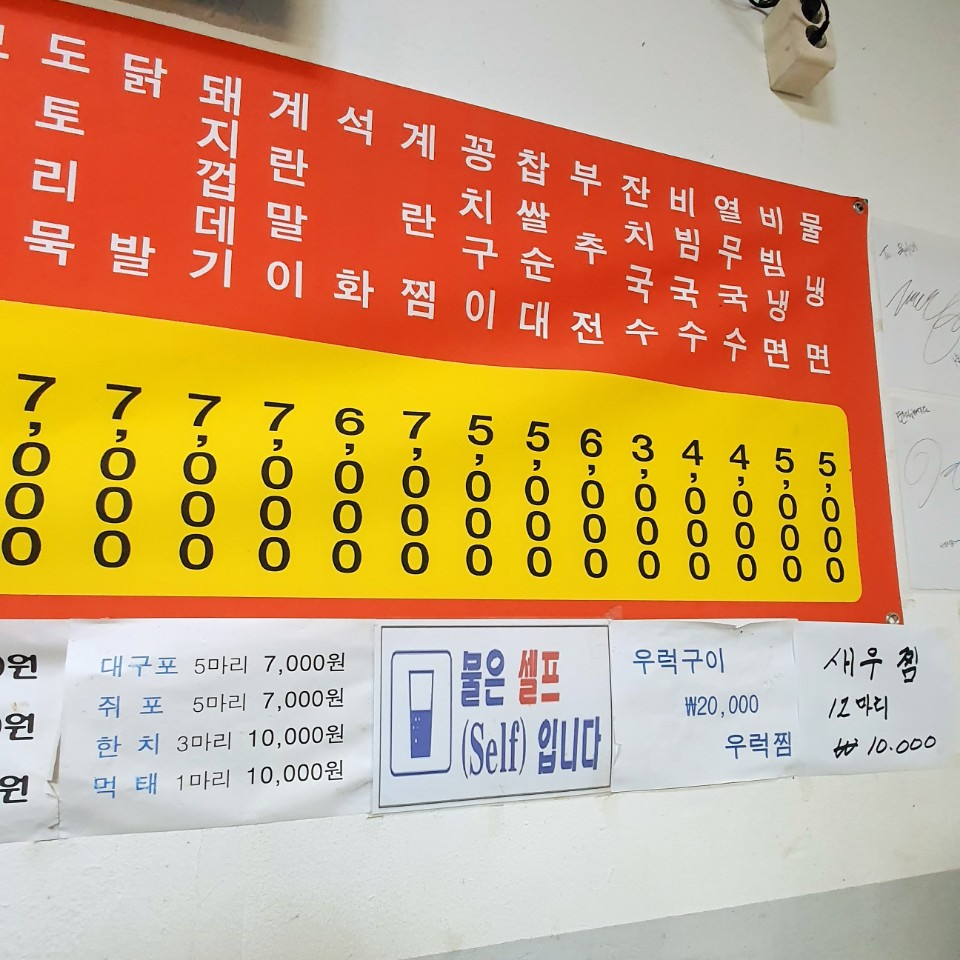 도토리묵 7,000
닭발 7,000
돼지껍데기 7,000
계란말이 7,000
석화 6,000
계란찜 7,000
꽁치구이 5,000
찹쌀순대 5,000
부추전 6,000
잔치국수 3,000
비빔국수 4,000
열무국수 4,000
비빔냉면 5,000
물냉면 5,000
0원
0원
원
대구포 5마리 7,000원
쥐 포 5마리 7,000원
한 치 3마리 10,000원
먹 태 1마리 10,000원
물은 셀프
(Self) 입니다
우럭구이
₩20,000
우럭찜
새우 찜
12마디
₩ 10.000